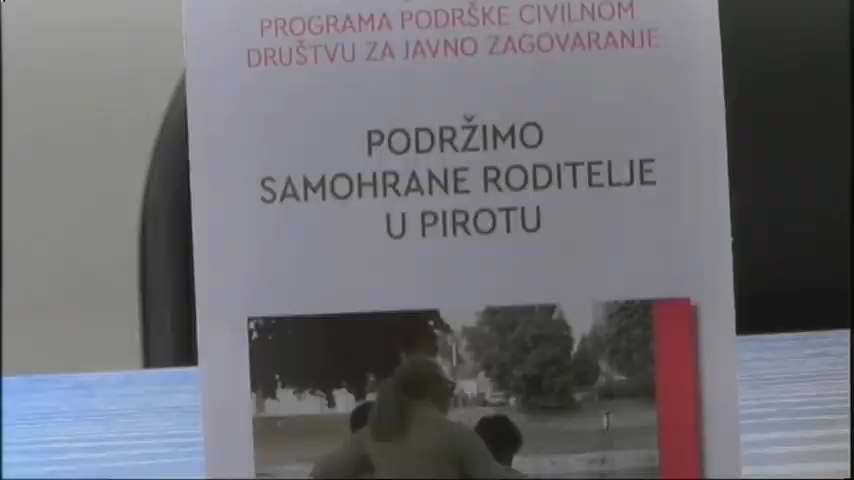 PROGRAMA PODRŠKE CIVILNOM
DRUŠTVU ZA JAVNO ZAGOVARANJE
PODRŽIMO
SAMOHRANE RODITELJE
U PIROTU